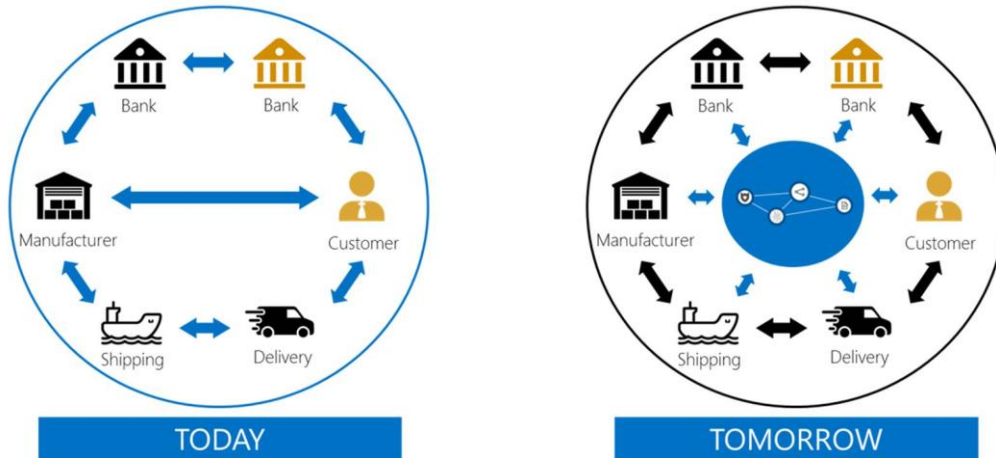 Bank
Bank
Manufacturer
Customer
Shipping
Delivery
TODAY
Bank
Bank
Manufacturer
Customer
Shipping
Delivery
TOMORROW